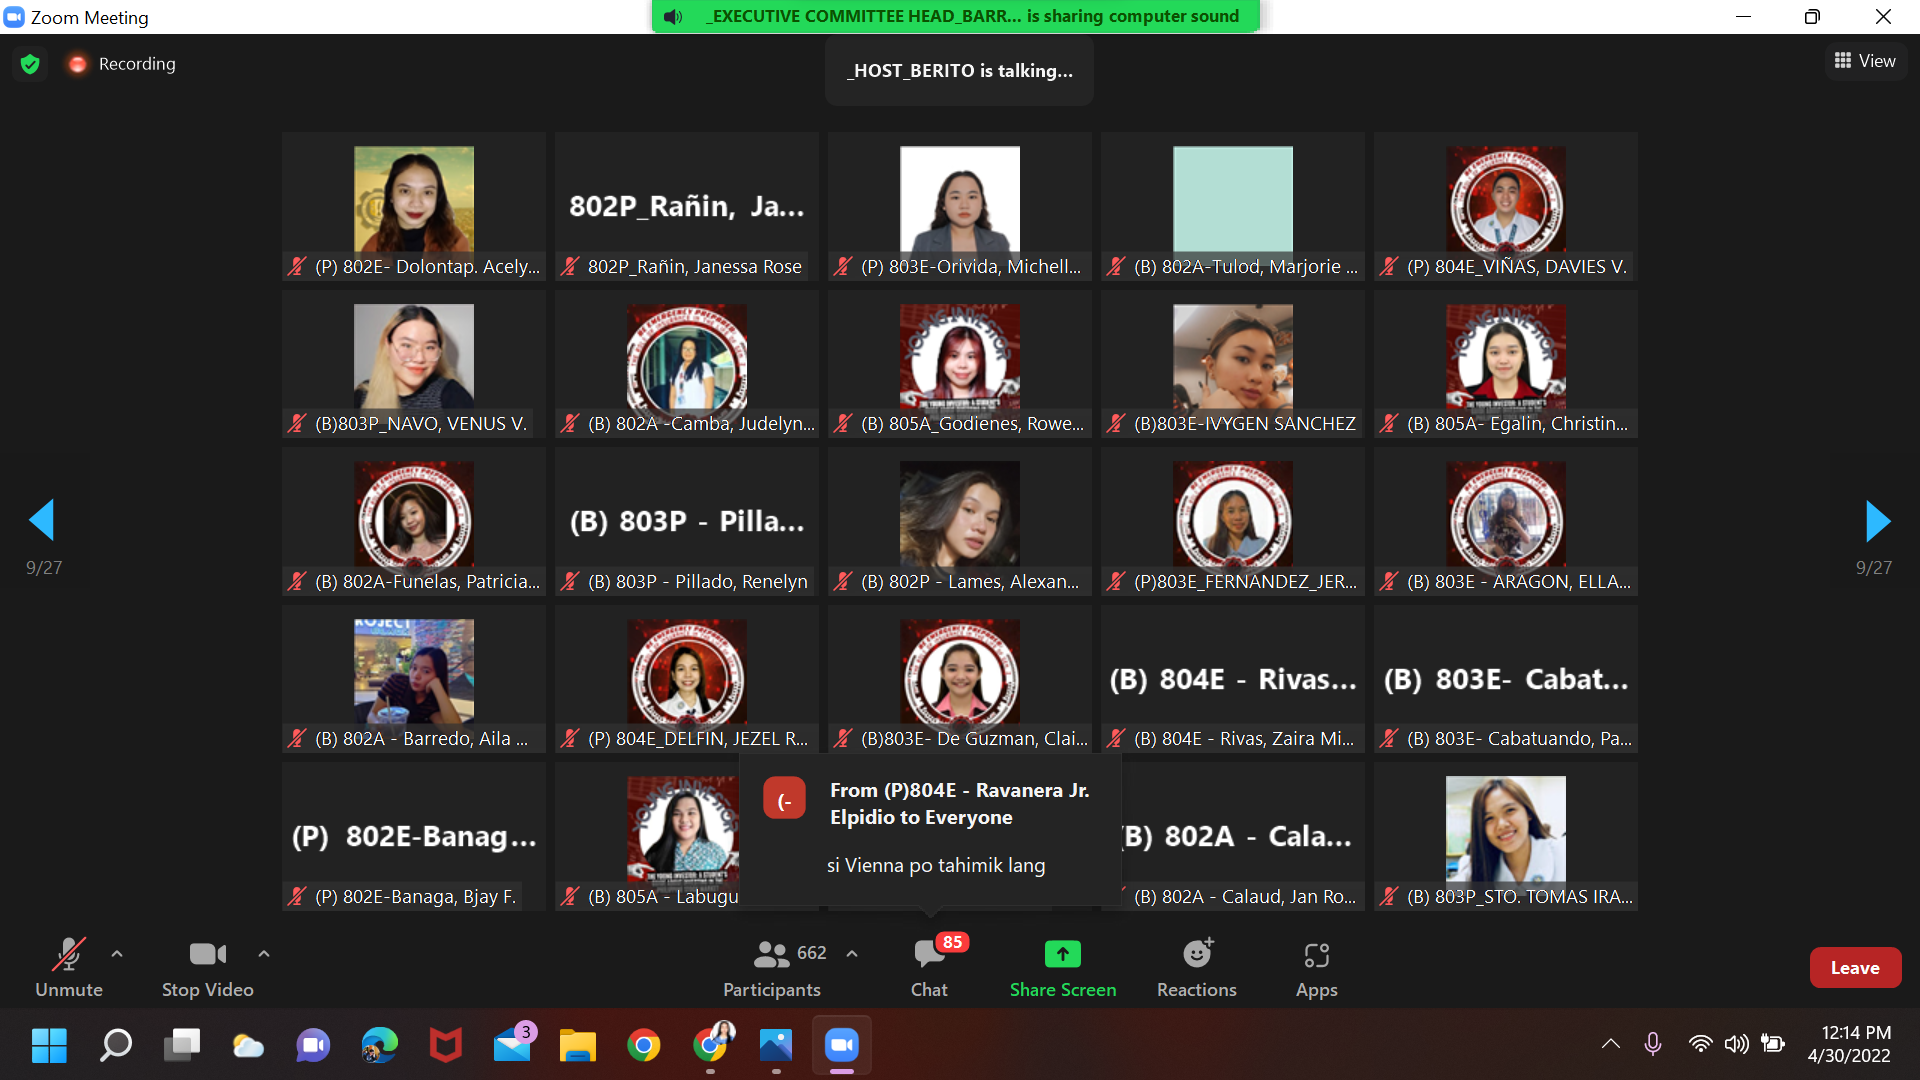 Zoom Meeting
_EXECUTIVE COMMITTEE HEAD_BARR... is sharing computer sound
Recording
_HOST_BERITO is talking...
View
802P_Rañin, Ja...
(P) 802E- Dolontap. Acely...
802P_Rañin, Janessa Rose
(P) 803E-Orivida, Michell...
(B) 802A-Tulod, Marjorie ...
(P) 804E_VIÑAS, DAVIES V.
(B)803P_NAVO, VENUS V.
(B) 802A -Camba, Judelyn...
(B) 805A_Godienes, Rowe...
(B)803E-IVYGEN SANCHEZ
(B) 805A- Egalin, Christin...
(B) 803P - Pilla...
9/27
9/27
(B) 802A-Funelas, Patricia...
(B) 803P - Pillado, Renelyn
(B) 802P - Lames, Alexan...
(P)803E_FERNANDEZ_JER...
(B) 803E - ARAGON, ELLA...
ROJECT
(B) 804E - Rivas...
(B) 803E- Cabat...
(B) 802A - Barredo, Aila ...
(P) 804E_DELFIN, JEZEL R...
(B)803E- De Guzman, Clai...
(B) 804E - Rivas, Zaira Mi...
(B) 803E- Cabatuando, Pa...
(-
From (P)804E - Ravanera Jr.
Elpidio to Everyone
si Vienna po tahimik lang
(P) 802E-Banag...
B) 802A - Cala...
(P) 802E-Banaga, Bjay F.
(B) 805A - Labugu
(B) 802A - Calaud, Jan Ro...
(B) 803P_STO. TOMAS IRA...
Unmute
Stop Video
662
Participants
85
Chat
Share Screen
Reactions
Apps
Leave
3
12:14 PM
4/30/2022